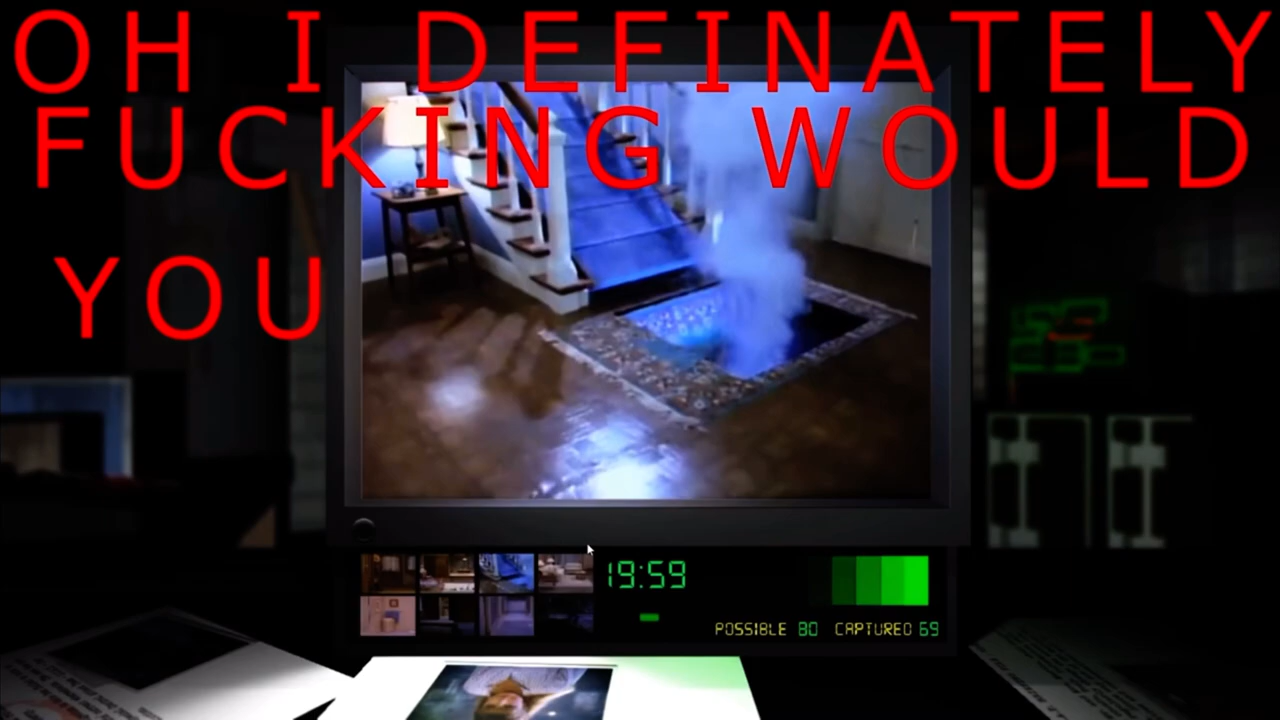 OH I DEFINATELY
FUCKING WOULD
YOU
19:59
POSSIBLE 80 CAPTURED 69